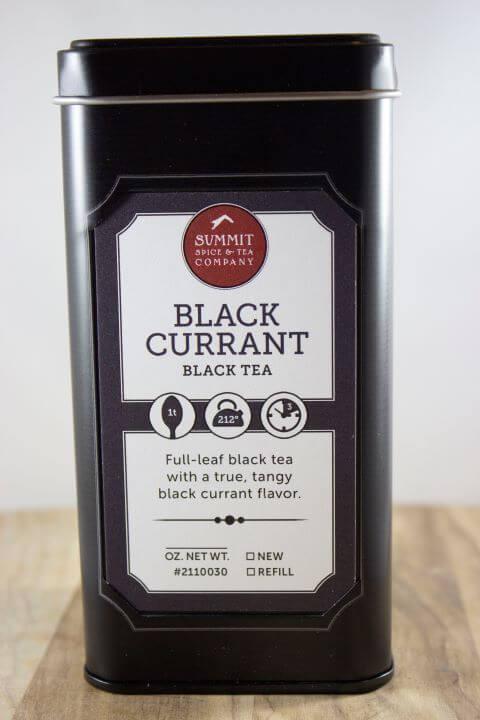 SUMMIT
SPICE & TEA
COMPANY
BLACK
CURRANT
BLACK TEA
1t 212° 3
Full-leaf black tea
with a true, tangy
black currant flavor.
OZ. NET WT. ☐ NEW
#2110030 ☐ REFILL